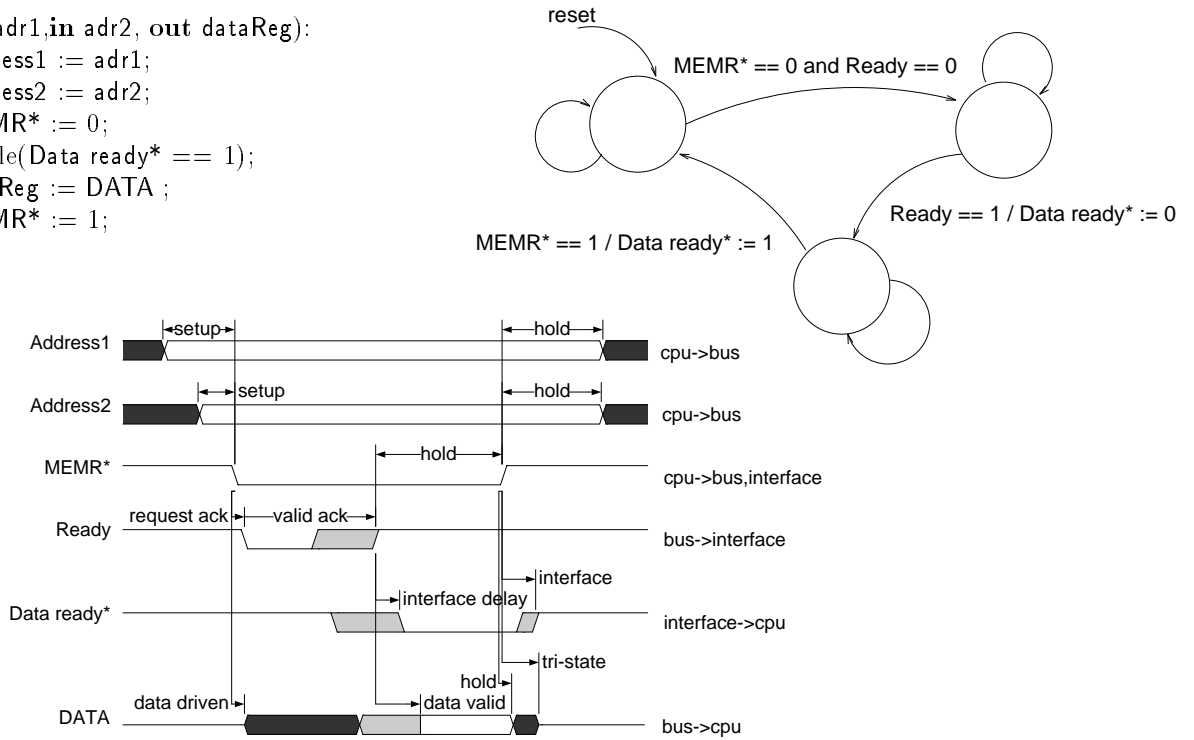 adr1,in adr2, out dataReg):
ess1 := adr1;
ess2 := adr2;
MR* := 0;
le(Data ready* == 1);
Reg := DATA ;
MR* := 1;
reset
MEMR* == 0 and Ready == 0
Ready == 1 / Data ready* := 0
MEMR* == 1 / Data ready* := 1
Address1
setup
hold
cpu->bus
Address2
setup
hold
cpu->bus
MEMR*
hold
cpu->bus,interface
Ready
request ack
valid ack
bus->interface
interface
Data ready*
interface delay
interface->cpu
tri-state
hold
DATA
data driven
data valid
bus->cpu